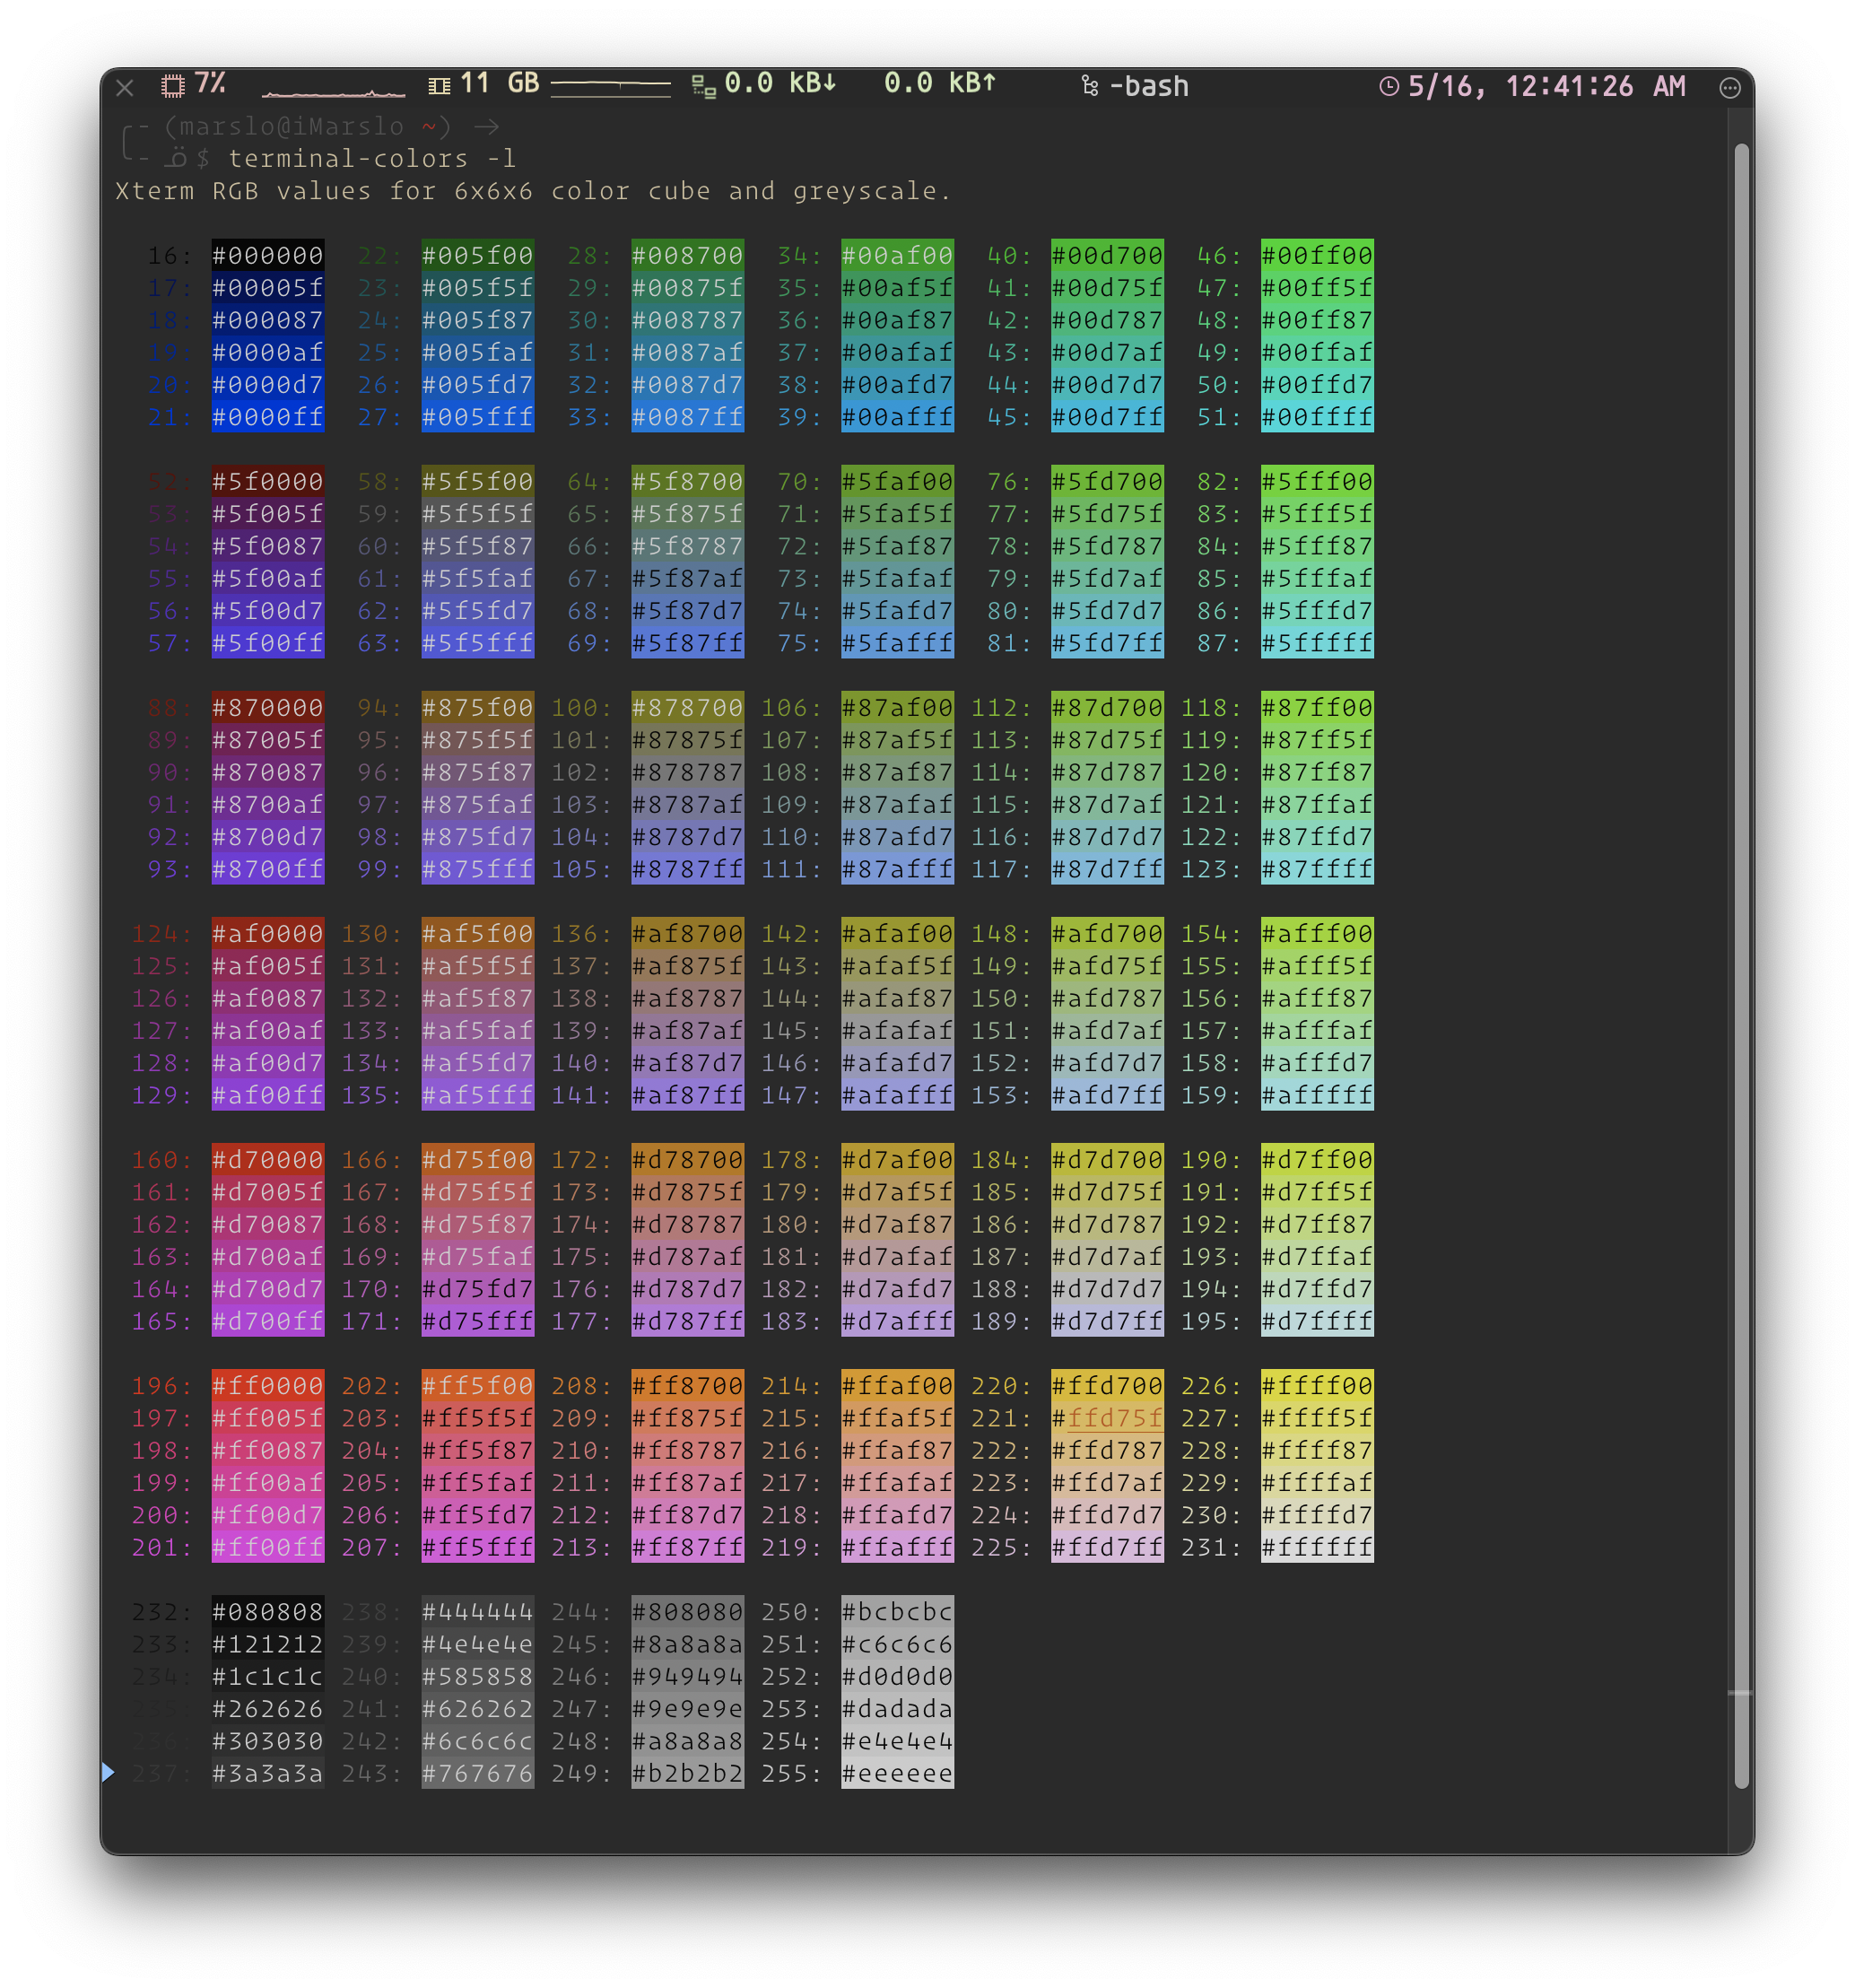 7% 11 GB 0.0 kB↓ 0.0 kB↑ -bash 5/16, 12:41:26 AM
(marslo@iMarslo ~) →
$ terminal-colors -l
Xterm RGB values for 6x6x6 color cube and greyscale.
16: #000000 22: #005f00 28: #008700 34: #00af00 40: #00d700 46: #00ff00
17: #00005f 23: #005f5f 29: #00875f 35: #00af5f 41: #00d75f 47: #00ff5f
18: #000087 24: #005f87 30: #008787 36: #00af87 42: #00d787 48: #00ff87
19: #0000af 25: #005faf 31: #0087af 37: #00afaf 43: #00d7af 49: #00ffaf
20: #0000d7 26: #005fd7 32: #0087d7 38: #00afd7 44: #00d7d7 50: #00ffd7
21: #0000ff 27: #005fff 33: #0087ff 39: #00afff 45: #00d7ff 51: #00ffff
52: #5f0000 58: #5f5f00 64: #5f8700 70: #5faf00 76: #5fd700 82: #5fff00
53: #5f005f 59: #5f5f5f 65: #5f875f 71: #5faf5f 77: #5fd75f 83: #5fff5f
54: #5f0087 60: #5f5f87 66: #5f8787 72: #5faf87 78: #5fd787 84: #5fff87
55: #5f00af 61: #5f5faf 67: #5f87af 73: #5fafaf 79: #5fd7af 85: #5fffaf
56: #5f00d7 62: #5f5fd7 68: #5f87d7 74: #5fafd7 80: #5fd7d7 86: #5fffd7
57: #5f00ff 63: #5f5fff 69: #5f87ff 75: #5fafff 81: #5fd7ff 87: #5fffff
88: #870000 94: #875f00 100: #878700 106: #87af00 112: #87d700 118: #87ff00
89: #87005f 95: #875f5f 101: #87875f 107: #87af5f 113: #87d75f 119: #87ff5f
90: #870087 96: #875f87 102: #878787 108: #87af87 114: #87d787 120: #87ff87
91: #8700af 97: #875faf 103: #8787af 109: #87afaf 115: #87d7af 121: #87ffaf
92: #8700d7 98: #875fd7 104: #8787d7 110: #87afd7 116: #87d7d7 122: #87ffd7
93: #8700ff 99: #875fff 105: #8787ff 111: #87afff 117: #87d7ff 123: #87ffff
124: #af0000 130: #af5f00 136: #af8700 142: #afaf00 148: #afd700 154: #afff00
125: #af005f 131: #af5f5f 137: #af875f 143: #afaf5f 149: #afd75f 155: #afff5f
126: #af0087 132: #af5f87 138: #af8787 144: #afaf87 150: #afd787 156: #afff87
127: #af00af 133: #af5faf 139: #af87af 145: #afafaf 151: #afd7af 157: #afffaf
128: #af00d7 134: #af5fd7 140: #af87d7 146: #afafd7 152: #afd7d7 158: #afffd7
129: #af00ff 135: #af5fff 141: #af87ff 147: #afafff 153: #afd7ff 159: #afffff
160: #d70000 166: #d75f00 172: #d78700 178: #d7af00 184: #d7d700 190: #d7ff00
161: #d7005f 167: #d75f5f 173: #d7875f 179: #d7af5f 185: #d7d75f 191: #d7ff5f
162: #d70087 168: #d75f87 174: #d78787 180: #d7af87 186: #d7d787 192: #d7ff87
163: #d700af 169: #d75faf 175: #d787af 181: #d7afaf 187: #d7d7af 193: #d7ffaf
164: #d700d7 170: #d75fd7 176: #d787d7 182: #d7afd7 188: #d7d7d7 194: #d7ffd7
165: #d700ff 171: #d75fff 177: #d787ff 183: #d7afff 189: #d7d7ff 195: #d7ffff
196: #ff0000 202: #ff5f00 208: #ff8700 214: #ffaf00 220: #ffd700 226: #ffff00
197: #ff005f 203: #ff5f5f 209: #ff875f 215: #ffaf5f 221: #ffd75f 227: #ffff5f
198: #ff0087 204: #ff5f87 210: #ff8787 216: #ffaf87 222: #ffd787 228: #ffff87
199: #ff00af 205: #ff5faf 211: #ff87af 217: #ffafaf 223: #ffd7af 229: #ffffaf
200: #ff00d7 206: #ff5fd7 212: #ff87d7 218: #ffafd7 224: #ffd7d7 230: #ffffd7
201: #ff00ff 207: #ff5fff 213: #ff87ff 219: #ffafff 225: #ffd7ff 231: #ffffff
232: #080808 238: #444444 244: #808080 250: #bcbcbc
233: #121212 239: #4e4e4e 245: #8a8a8a 251: #c6c6c6
234: #1c1c1c 240: #585858 246: #949494 252: #d0d0d0
235: #262626 241: #626262 247: #9e9e9e 253: #dadada
236: #303030 242: #6c6c6c 248: #a8a8a8 254: #e4e4e4
237: #3a3a3a 243: #767676 249: #b2b2b2 255: #eeeeee